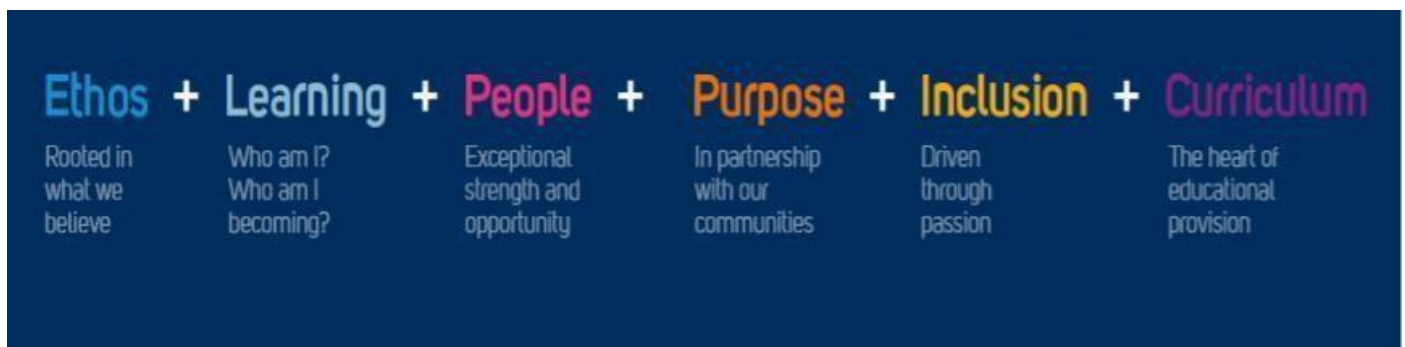 Ethos + Learning + People + Purpose + Inclusion + Curriculum
Rooted in
what we
believe
Who am I?
Who am I
becoming?
Exceptional
strength and
opportunity
In partnership
with our
communities
Driven
through
passion
The heart of
educational
provision